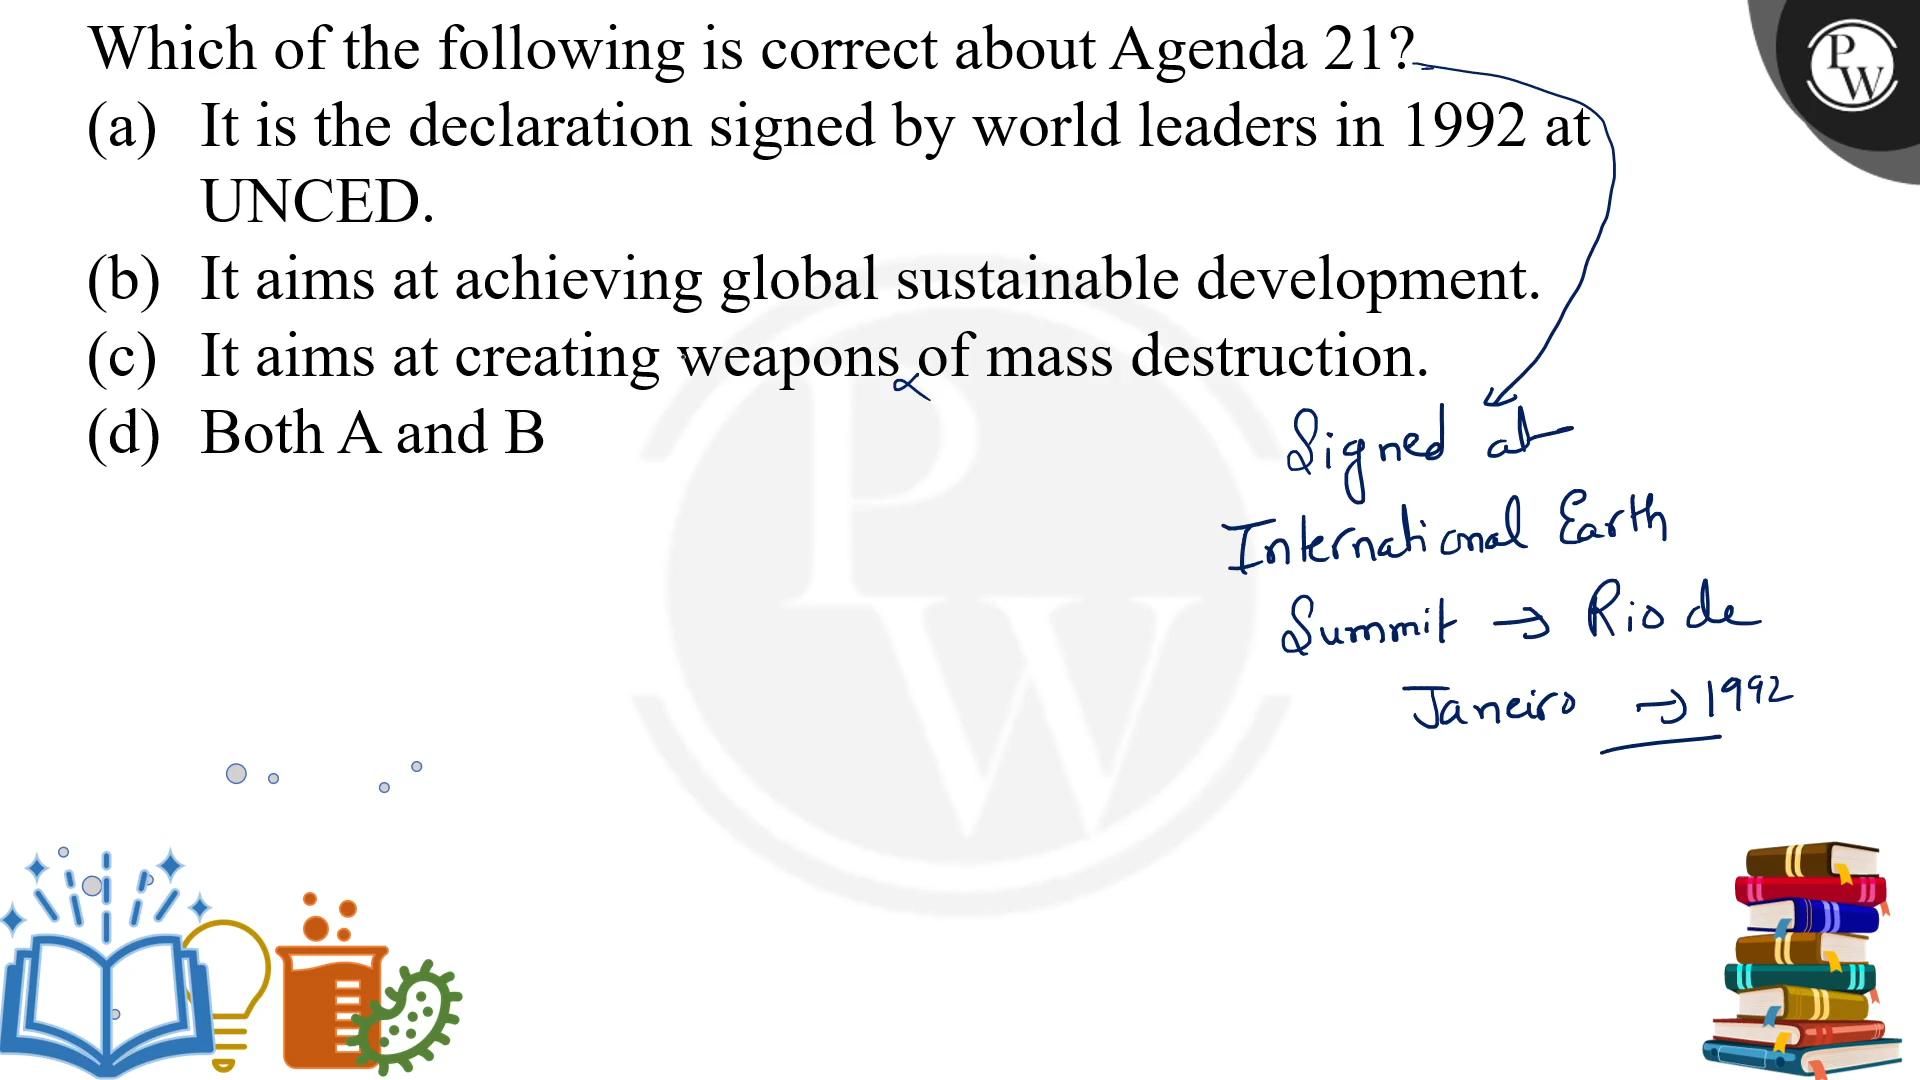 Which of the following is correct about Agenda 21?
(a) It is the declaration signed by world leaders in 1992 at
UNCED.
(b) It aims at achieving global sustainable development.
(c) It aims at creating weapons of mass destruction.
(d) Both A and B
Signed at
International Earth
Summit → Rio de
Janeiro → 1992
PW
PW